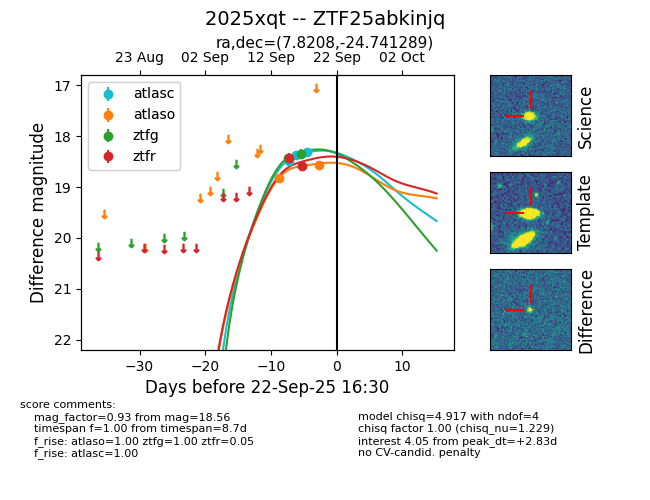 2025xqt -- ZTF25abkinjq
ra,dec=(7.8208,-24.741289)
23 Aug 02 Sep 12 Sep 22 Sep 02 Oct
17
18
19
20
21
22
Difference magnitude
atlasc
atlaso
ztfg
ztfr
−30 −20 −10 0 10
Days before 22-Sep-25 16:30
Science
Template
Difference
score comments:
mag_factor=0.93 from mag=18.56
timespan f=1.00 from timespan=8.7d
f_rise: atlaso=1.00 ztfg=1.00 ztfr=0.05
f_rise: atlasc=1.00
model chisq=4.917 with ndof=4
chisq factor 1.00 (chisq_nu=1.229)
interest 4.05 from peak_dt=+2.83d
no CV-candid. penalty